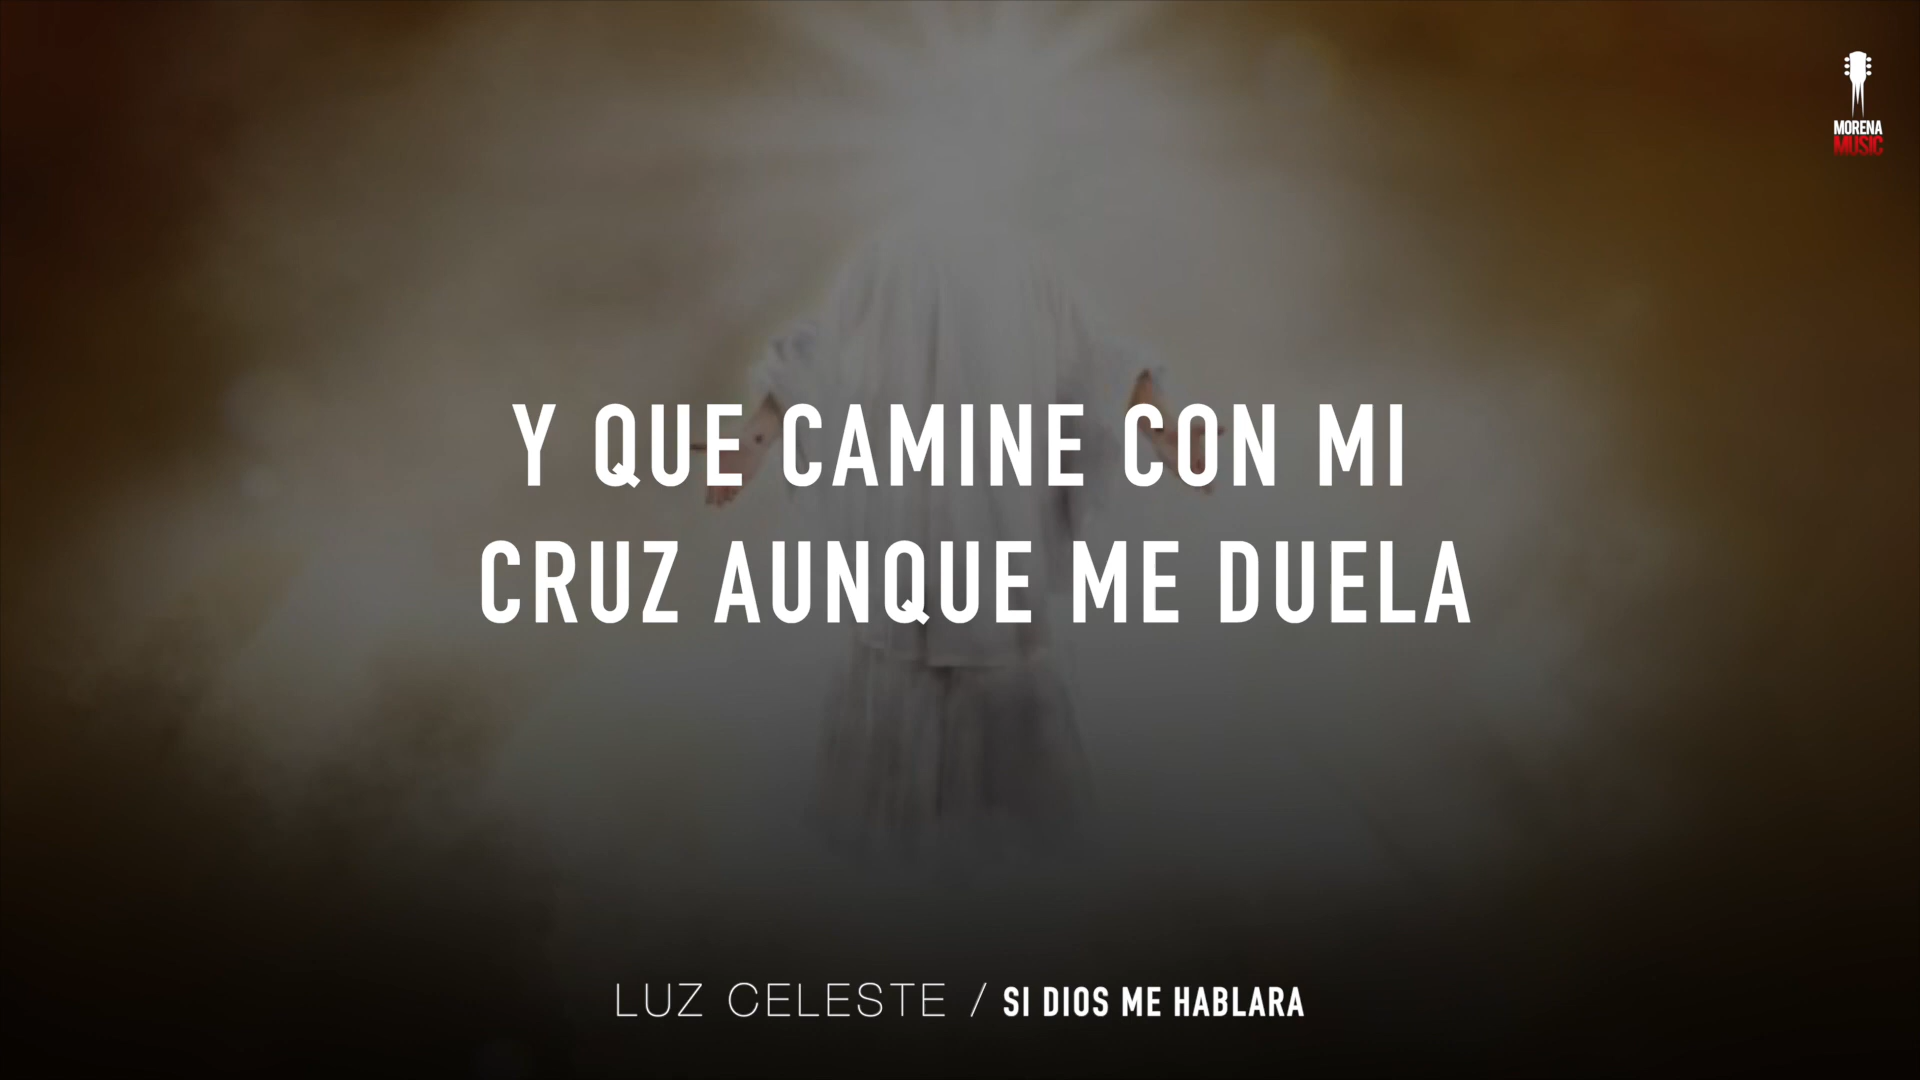 MORENA
MUSIC
Y QUE CAMINE CON MI
CRUZ AUNQUE ME DUELA
LUZ CELESTE / SI DIOS ME HABLARA